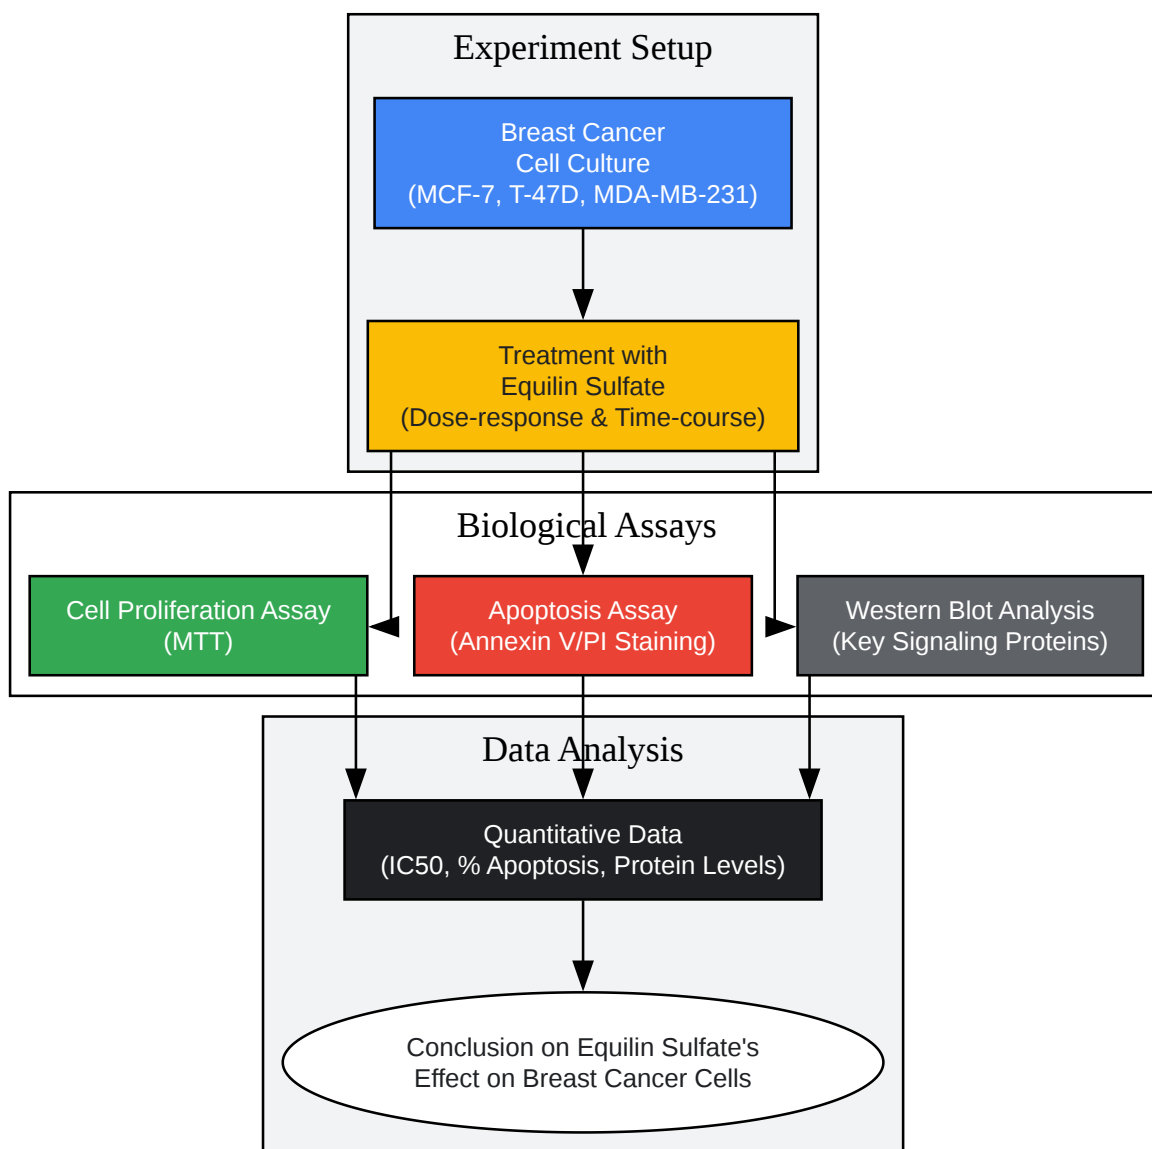 Experiment Setup
Breast Cancer
Cell Culture
(MCF-7, T-47D, MDA-MB-231)
Treatment with
Equilin Sulfate
(Dose-response & Time-course)
Biological Assays
Cell Proliferation Assay
(MTT)
Apoptosis Assay
(Annexin V/PI Staining)
Western Blot Analysis
(Key Signaling Proteins)
Data Analysis
Quantitative Data
(IC50, % Apoptosis, Protein Levels)
Conclusion on Equilin Sulfate's
Effect on Breast Cancer Cells